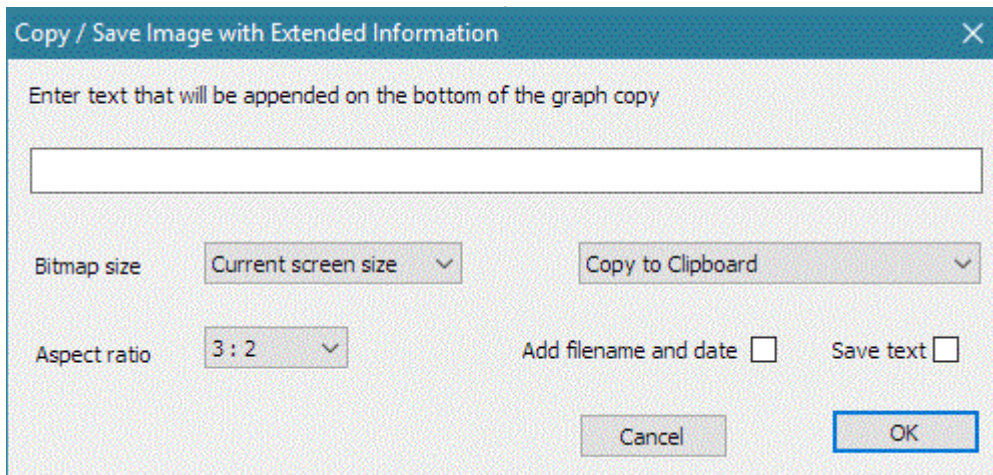 Copy / Save Image with Extended Information
Enter text that will be appended on the bottom of the graph copy
Bitmap size Current screen size Copy to Clipboard
Aspect ratio 3 : 2 Add filename and date Save text
Cancel OK